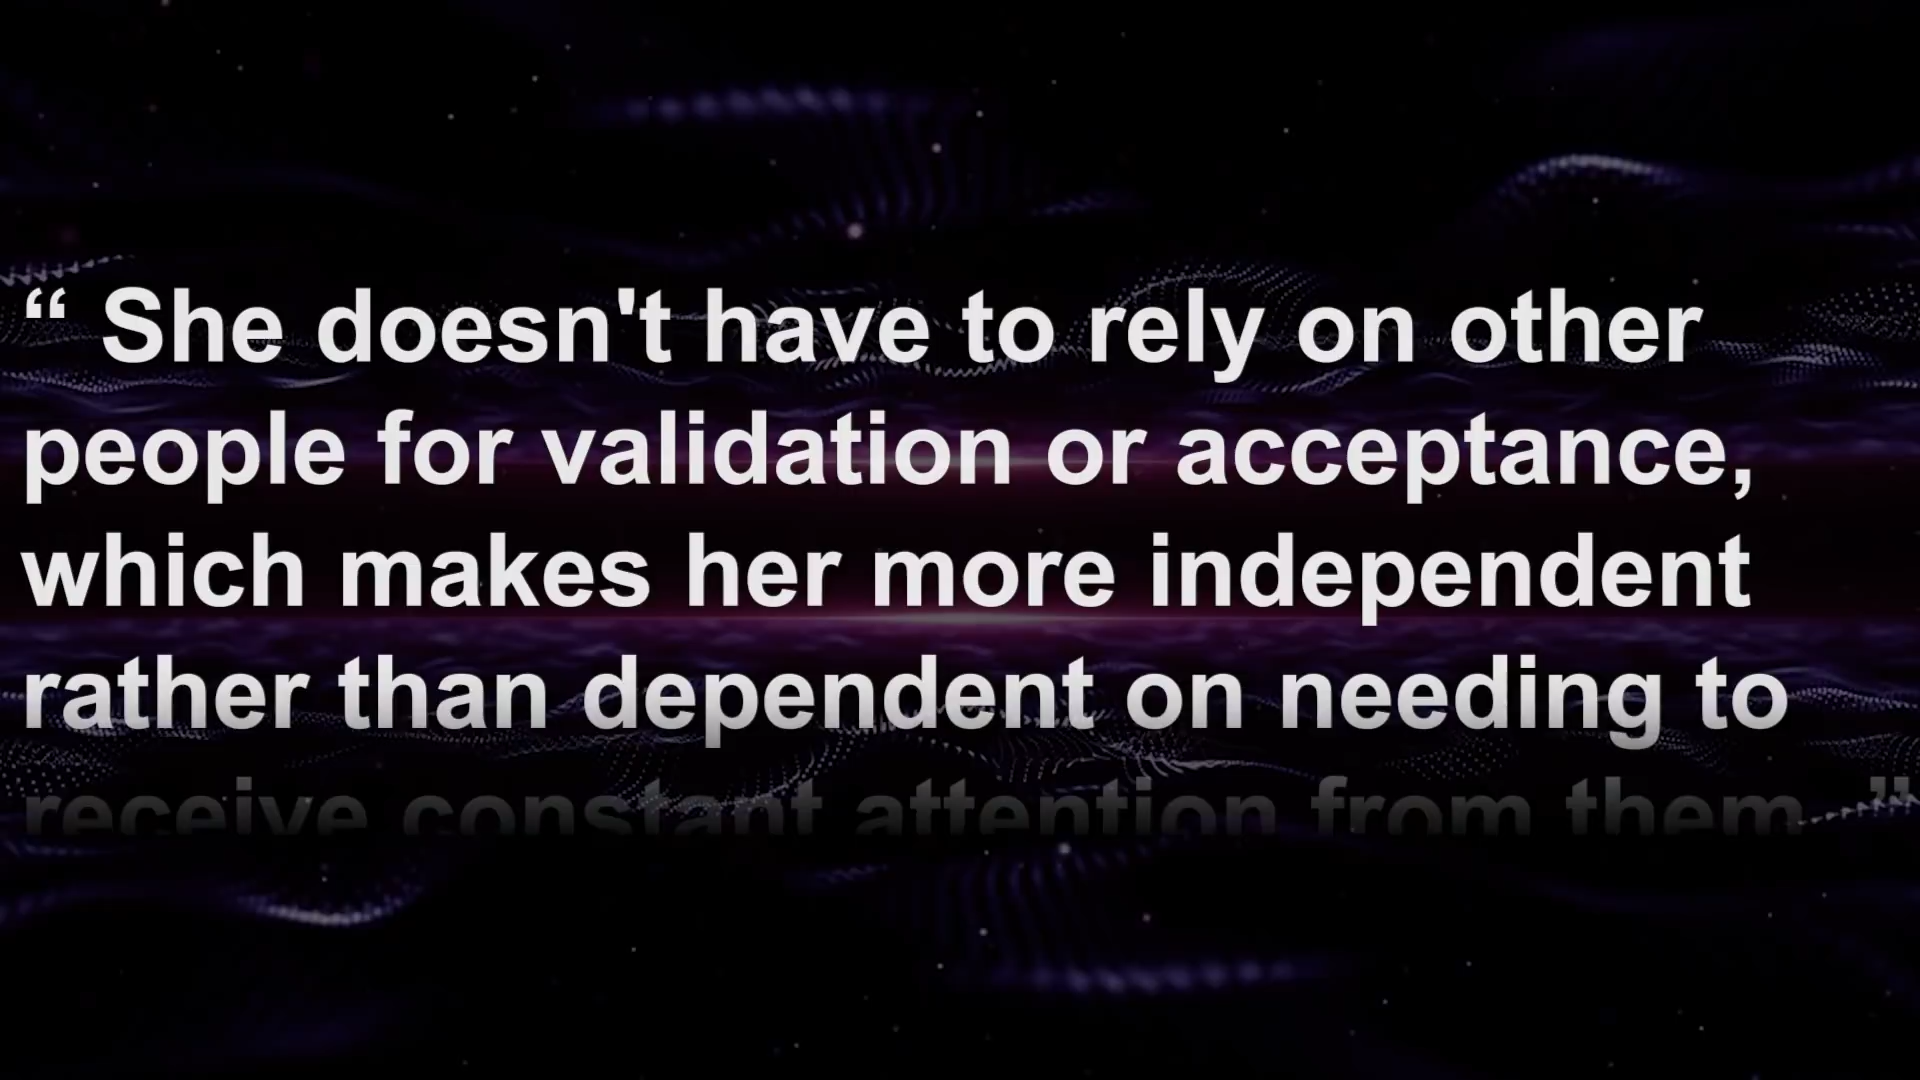 “ She doesn't have to rely on other
people for validation or acceptance,
which makes her more independent
rather than dependent on needing to
receive constant attention from them. ”